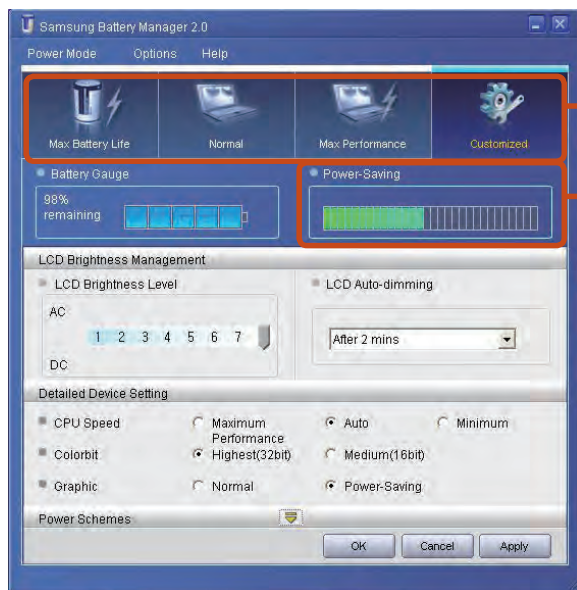 Samsung Battery Manager 2.0
Power Mode Options Help
Max Battery Life Normal Max Performance Customized
Battery Gauge
98%
remaining
Power-Saving
LCD Brightness Management
LCD Brightness Level
AC
1 2 3 4 5 6 7
DC
LCD Auto-dimming
After 2 mins
Detailed Device Setting
CPU Speed Maximum Performance Auto Minimum
Colorbit Highest(32bit) Medium(16bit)
Graphic Normal Power-Saving
Power Schemes
OK Cancel Apply